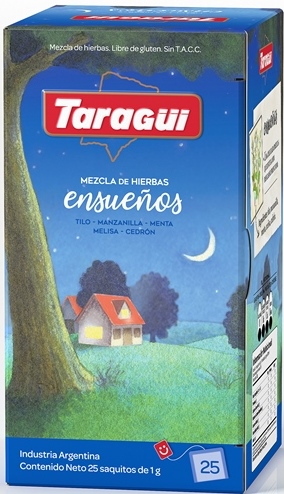 Mezcla de hierbas. Libre de gluten. Sin T.A.C.C.
Taragüi
MEZCLA DE HIERBAS
ensueños
TILO - MANZANILLA - MENTA
MELISA - CEDRÓN
Industria Argentina
Contenido Neto 25 saquitos de 1 g
25